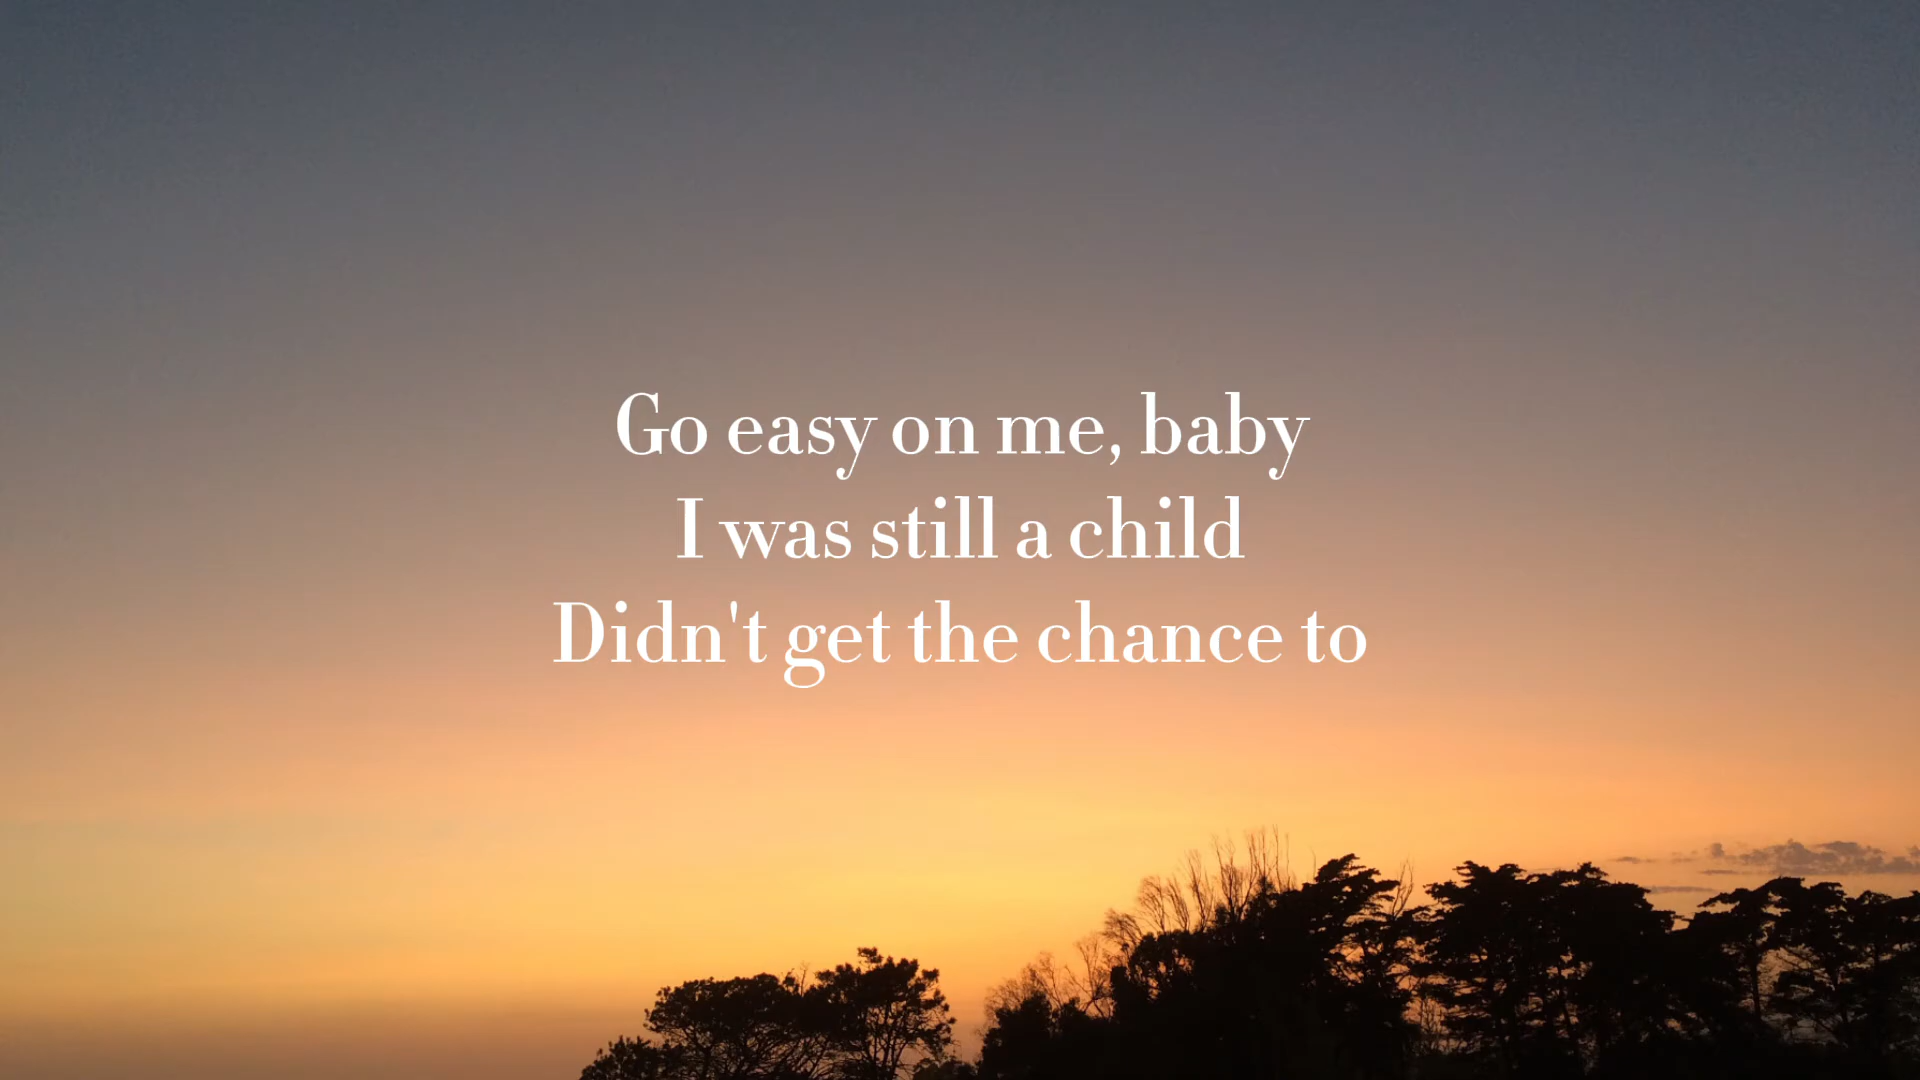 Go easy on me, baby
I was still a child
Didn't get the chance to